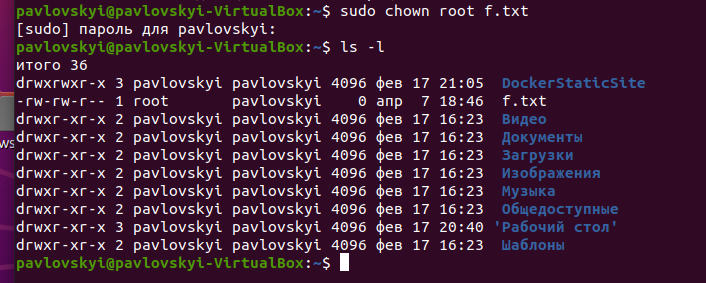 pavlovskyi@pavlovskyi-VirtualBox:~$ sudo chown root f.txt
[sudo] пароль для pavlovskyi:
pavlovskyi@pavlovskyi-VirtualBox:~$ ls -l
итого 36
drwxrwxr-x 3 pavlovskyi pavlovskyi 4096 фев 17 21:05  DockerStaticSite
-rw-rw-r-- 1 root       pavlovskyi    0 апр  7 18:46  f.txt
drwxr-xr-x 2 pavlovskyi pavlovskyi 4096 фев 17 16:23  Видео
drwxr-xr-x 2 pavlovskyi pavlovskyi 4096 фев 17 16:23  Документы
drwxr-xr-x 2 pavlovskyi pavlovskyi 4096 фев 17 16:23  Загрузки
drwxr-xr-x 2 pavlovskyi pavlovskyi 4096 фев 17 16:23  Изображения
drwxr-xr-x 2 pavlovskyi pavlovskyi 4096 фев 17 16:23  Музыка
drwxr-xr-x 2 pavlovskyi pavlovskyi 4096 фев 17 16:23  Общедоступные
drwxr-xr-x 3 pavlovskyi pavlovskyi 4096 фев 17 20:40 'Рабочий стол'
drwxr-xr-x 2 pavlovskyi pavlovskyi 4096 фев 17 16:23  Шаблоны
pavlovskyi@pavlovskyi-VirtualBox:~$